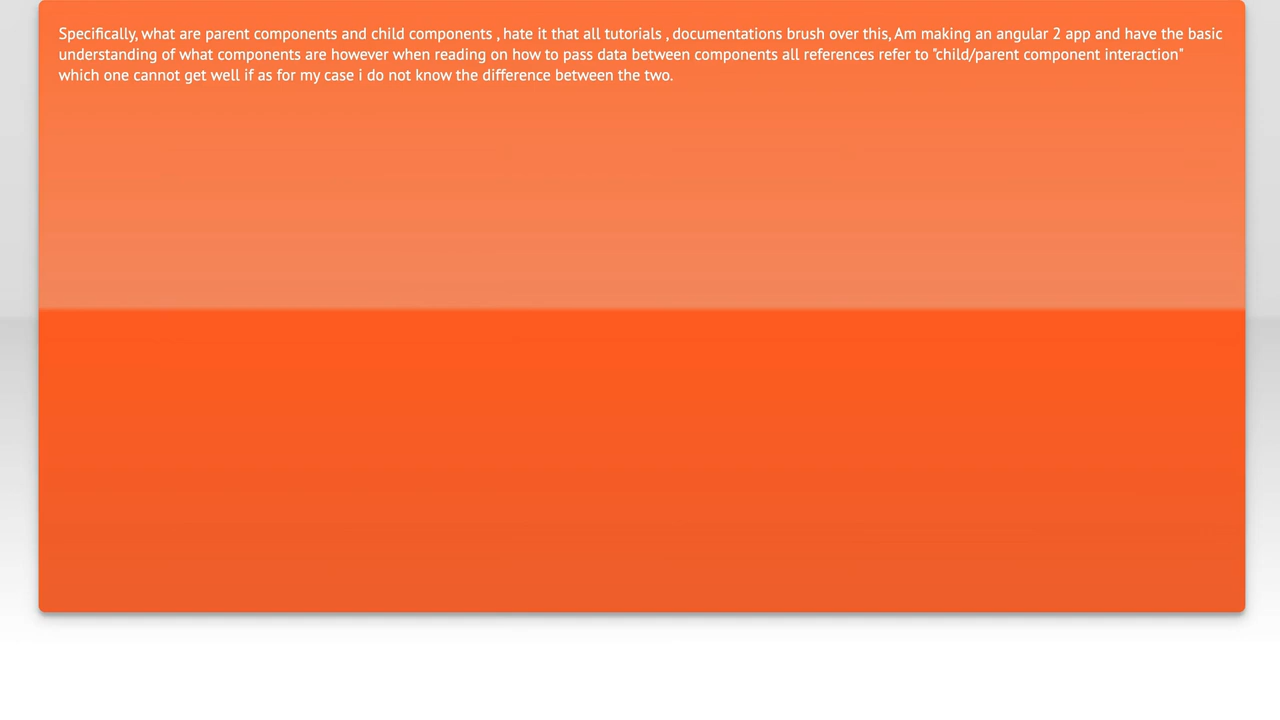 Specifically, what are parent components and child components , hate it that all tutorials , documentations brush over this, Am making an angular 2 app and have the basic
understanding of what components are however when reading on how to pass data between components all references refer to "child/parent component interaction"
which one cannot get well if as for my case i do not know the difference between the two.